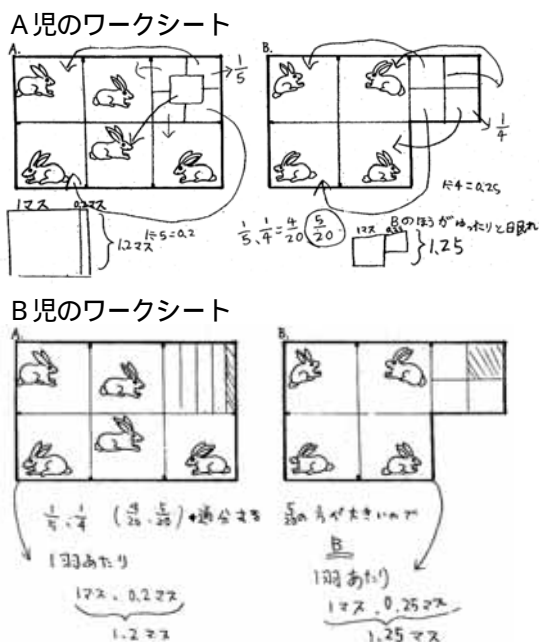 A児のワークシート
A.
1/5
1マス 0.2マス
1÷5=0.2
1.2マス
B.
1/4
1÷4=0.25
1/5、1/4=4/20、5/20
Bのほうがゆったりと眠れ
1マス
1.25
B児のワークシート
A.
1/5、1/4 (4/20、5/20) 通分する
1羽あたり
1マス、0.2マス
1.2マス
B.
5/20の方が大きいので
B
1羽あたり
1マス、0.25マス
1.25マス